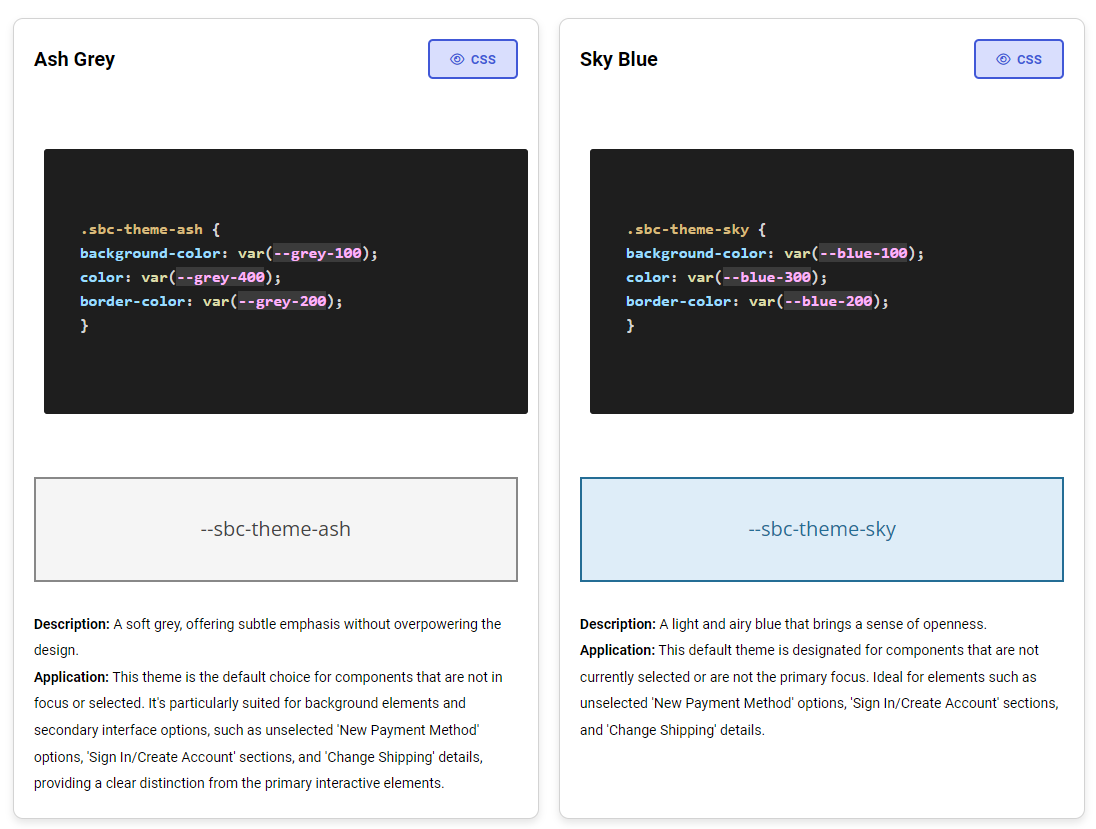 Ash Grey
CSS
.sbc-theme-ash {
background-color: var(--grey-100);
color: var(--grey-400);
border-color: var(--grey-200);
}
--sbc-theme-ash
Description: A soft grey, offering subtle emphasis without overpowering the
design.
Application: This theme is the default choice for components that are not in
focus or selected. It's particularly suited for background elements and
secondary interface options, such as unselected 'New Payment Method'
options, 'Sign In/Create Account' sections, and 'Change Shipping' details,
providing a clear distinction from the primary interactive elements.
Sky Blue
CSS
.sbc-theme-sky {
background-color: var(--blue-100);
color: var(--blue-300);
border-color: var(--blue-200);
}
--sbc-theme-sky
Description: A light and airy blue that brings a sense of openness.
Application: This default theme is designated for components that are not
currently selected or are not the primary focus. Ideal for elements such as
unselected 'New Payment Method' options, 'Sign In/Create Account' sections,
and 'Change Shipping' details.